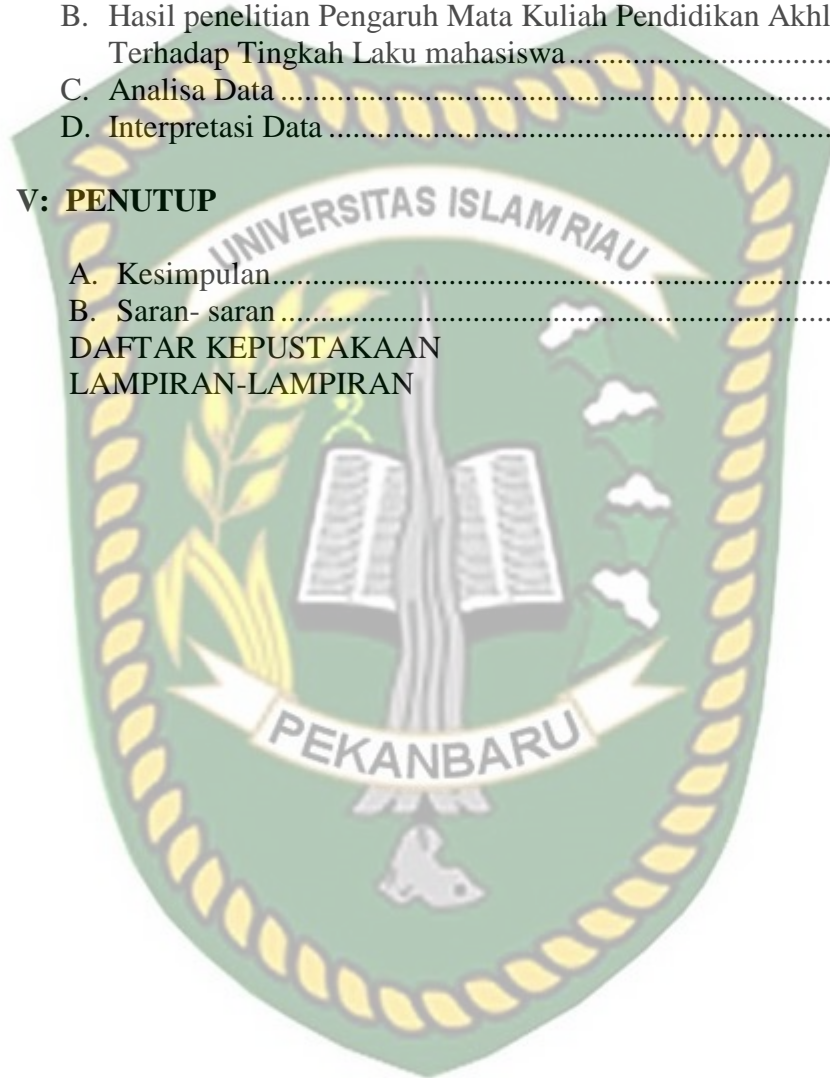 B. Hasil penelitian Pengaruh Mata Kuliah Pendidikan Akhl
Terhadap Tingkah Laku mahasiswa..............................
C. Analisa Data.......................................................................
D. Interpretasi Data.................................................................
V: PENUTUP
UNIVERSITAS ISLAM RIAU
A. Kesimpulan.......................................................................
B. Saran- saran.......................................................................
DAFTAR KEPUSTAKAAN
LAMPIRAN-LAMPIRAN
PEKANBARU